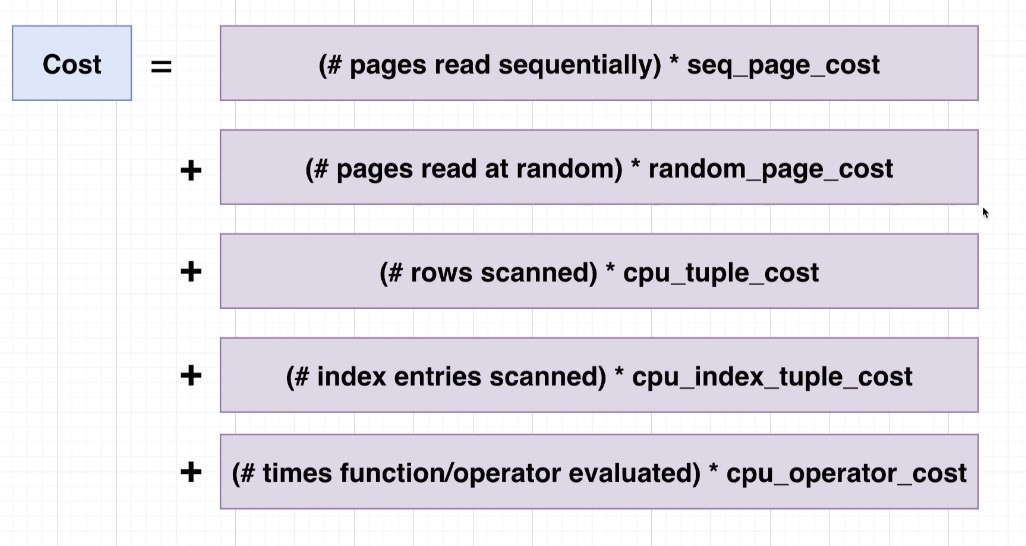 Cost = (# pages read sequentially) * seq_page_cost
+ (# pages read at random) * random_page_cost
+ (# rows scanned) * cpu_tuple_cost
+ (# index entries scanned) * cpu_index_tuple_cost
+ (# times function/operator evaluated) * cpu_operator_cost